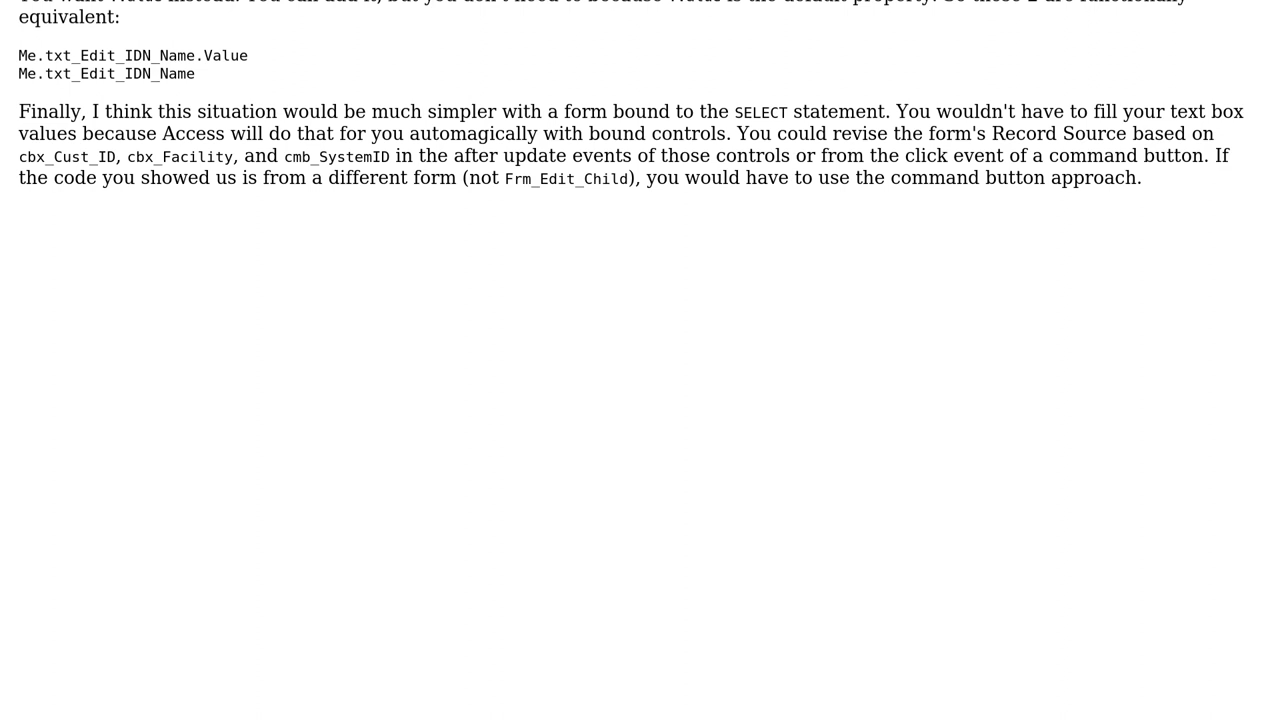 equivalent:
Me.txt_Edit_IDN_Name.Value
Me.txt_Edit_IDN_Name
Finally, I think this situation would be much simpler with a form bound to the SELECT statement. You wouldn't have to fill your text box
values because Access will do that for you automagically with bound controls. You could revise the form's Record Source based on
cbx_Cust_ID, cbx_Facility, and cmb_SystemID in the after update events of those controls or from the click event of a command button. If
the code you showed us is from a different form (not Frm_Edit_Child), you would have to use the command button approach.